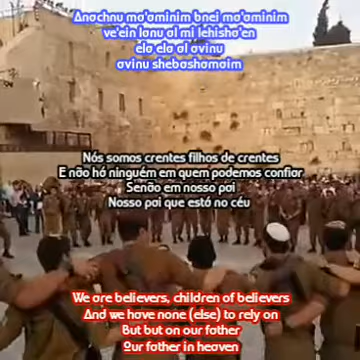 Anachnu ma'aminim bnei ma'aminim
ve'ein lanu al mi lehisha'en
ela ela al avinu
avinu shebashamaim
Nós somos crentes filhos de crentes
E não há ninguém em quem podemos confiar
Senão em nosso pai
Nosso pai que está no céu
We are believers, children of believers
And we have none (else) to rely on
But but on our father
Our father in heaven